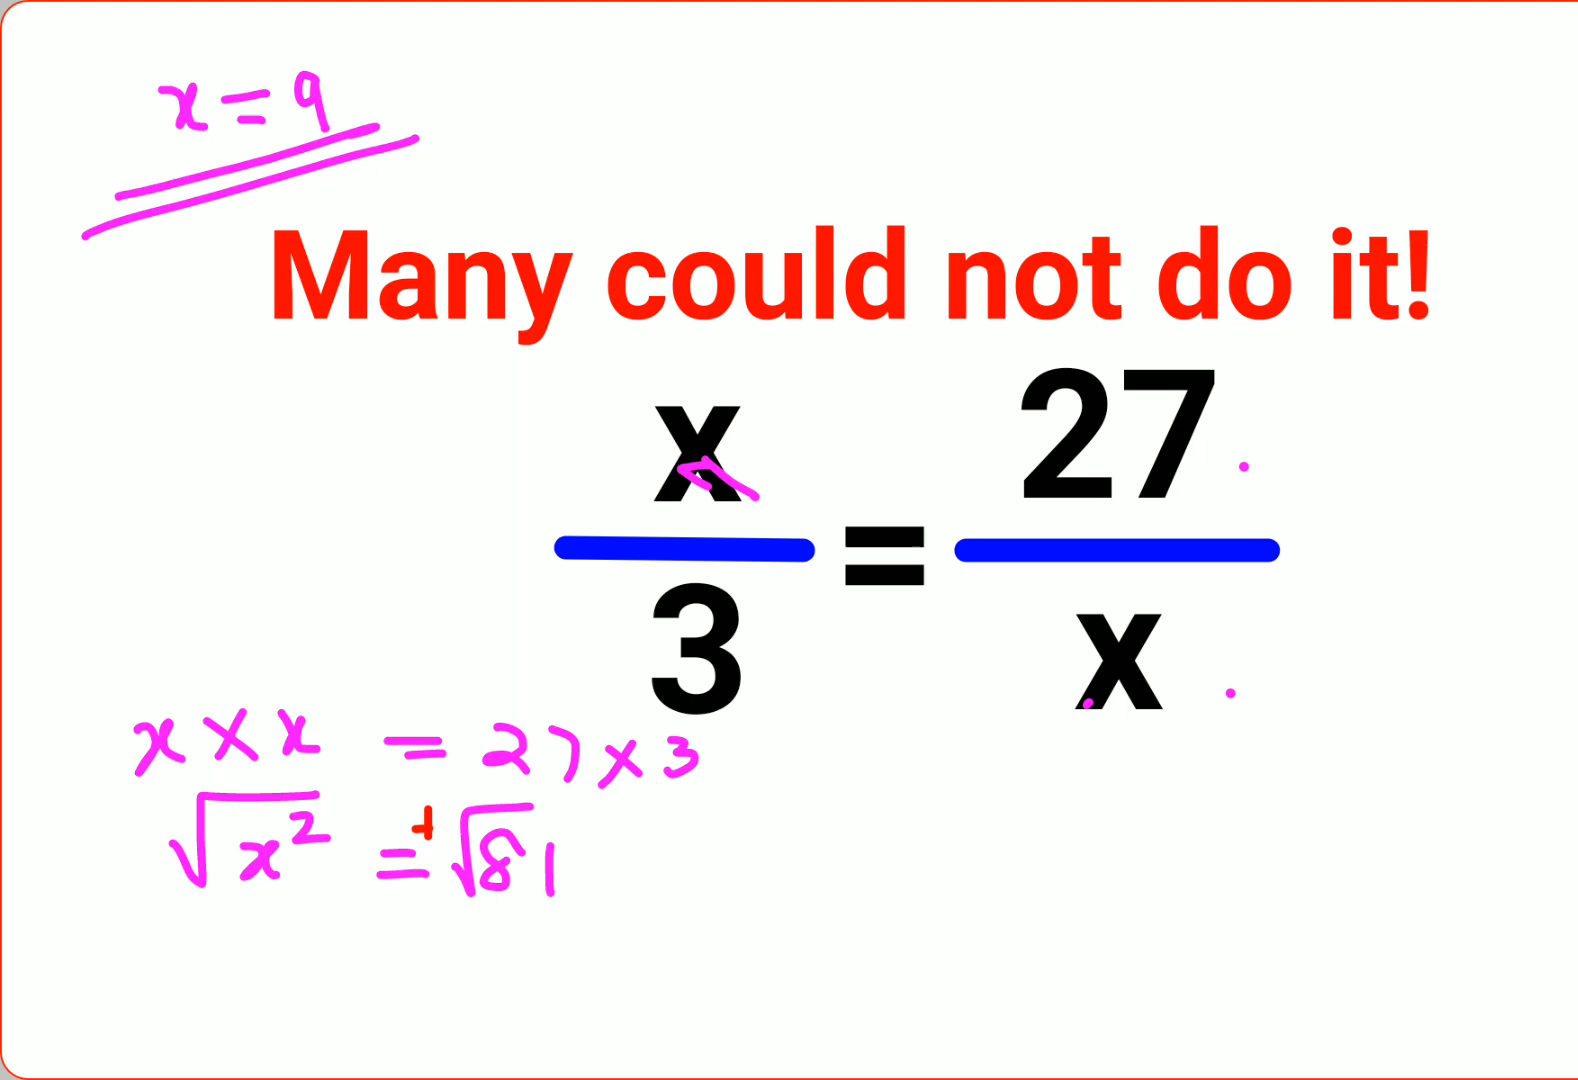 x = 9
Many could not do it!
x/3 = 27/x
x × x = 27 × 3
√x² = +√81